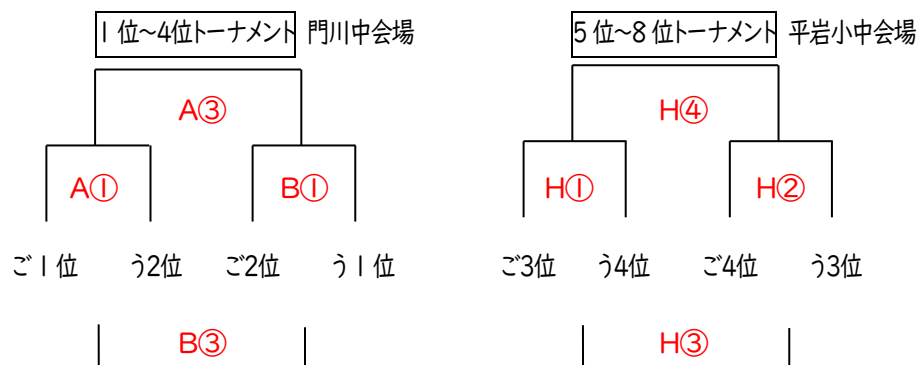 1位~4位トーナメント 門川中会場
A③
A① B①
ご1位 う2位 ご2位 う1位
B③
5位~8位トーナメント 平岩小中会場
H④
H① H②
ご3位 う4位 ご4位 う3位
H③